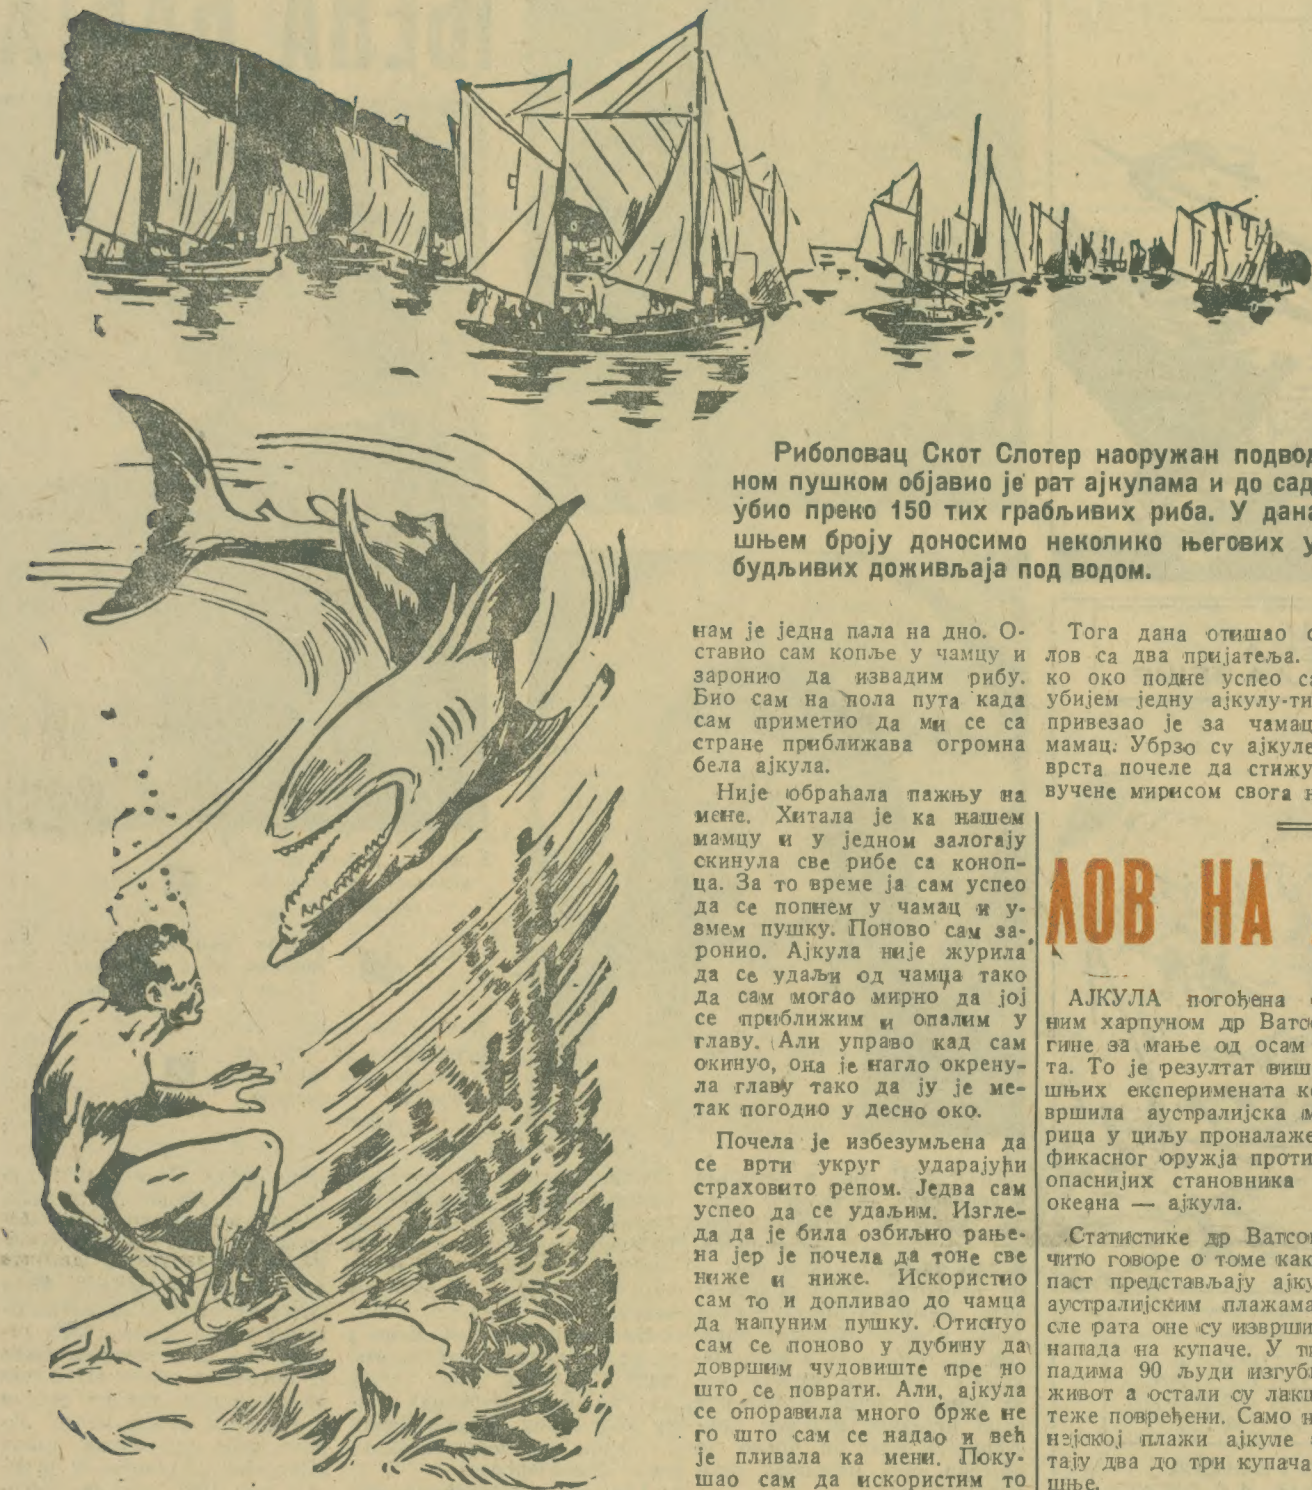 Риболовац Скот Слотер наоружан подвод
ном пушком објавио је рат ајкулама и до сад
убио преко 150 тих грабљивих риба. У дана
шњем броју доносимо неколико његових у
будљивих доживљаја под водом.
нам је једна пала на дно. О-
ставио сам копље у чамцу и
заронио да извадим рибу.
Био сам на пола пута када
сам приметио да ми се са
стране приближава огромна
бела ајкула.
Није обраћала пажњу на
мене. Хитала је ка нашем
мамцу и у једном залогају
скинула све рибе са коноп-
ца. За то време ја сам успео
да се попнем у чамац и у-
змем пушку. Поново сам за-
ронио. Ајкула није журила
да се удаљи од чамца тако
да сам могао мирно да јој
се приближим и опалим у
главу. Али управо кад сам
окинуо, она је нагло окрену-
ла главу тако да ју је ме-
так погодио у десно око.
Почела је избезумљена да
се врти укруг ударајући
страховито репом. Једва сам
успео да се удаљим. Изгле-
да да је била озбиљно рање-
на јер је почела да тоне све
ниже и ниже. Искористио
сам то и допливао до чамца
да напуним пушку. Отиснуо
сам се поново у дубину да
довршим чудовиште пре но
што се поврати. Али, ајкула
се опоравила много брже не
го што сам се надао и већ
је пливала ка мени. Поку-
шао сам да искористим то
Тога дана отишао с
лов са два пријатеља.
ко око подне успео са
убијем једну ајкулу-ти
привезао је за чамац
мамац. Убрзо су ајкуле
врста почеле да стижу
вучене мирисом свога н
ЛОВ НА
АЈКУЛА погођена
ним харпуном др Ватсо
гине за мање од осам
та. То је резултат виш
шњих експеримената к
вршила аустралијска м
рица у циљу проналаже
фикасног оружја проти
опаснијих становника
океана — ајкула.
Статистике др Ватсо
чито говоре о томе как
паст представљају ајку
аустралијским плажама
сле рата оне су изврши
напада на купаче. У т
падима 90 људи изгуби
живот а остали су лакш
теже повређени. Само н
нејској плажи ајкуле
тају два до три купача
шње.